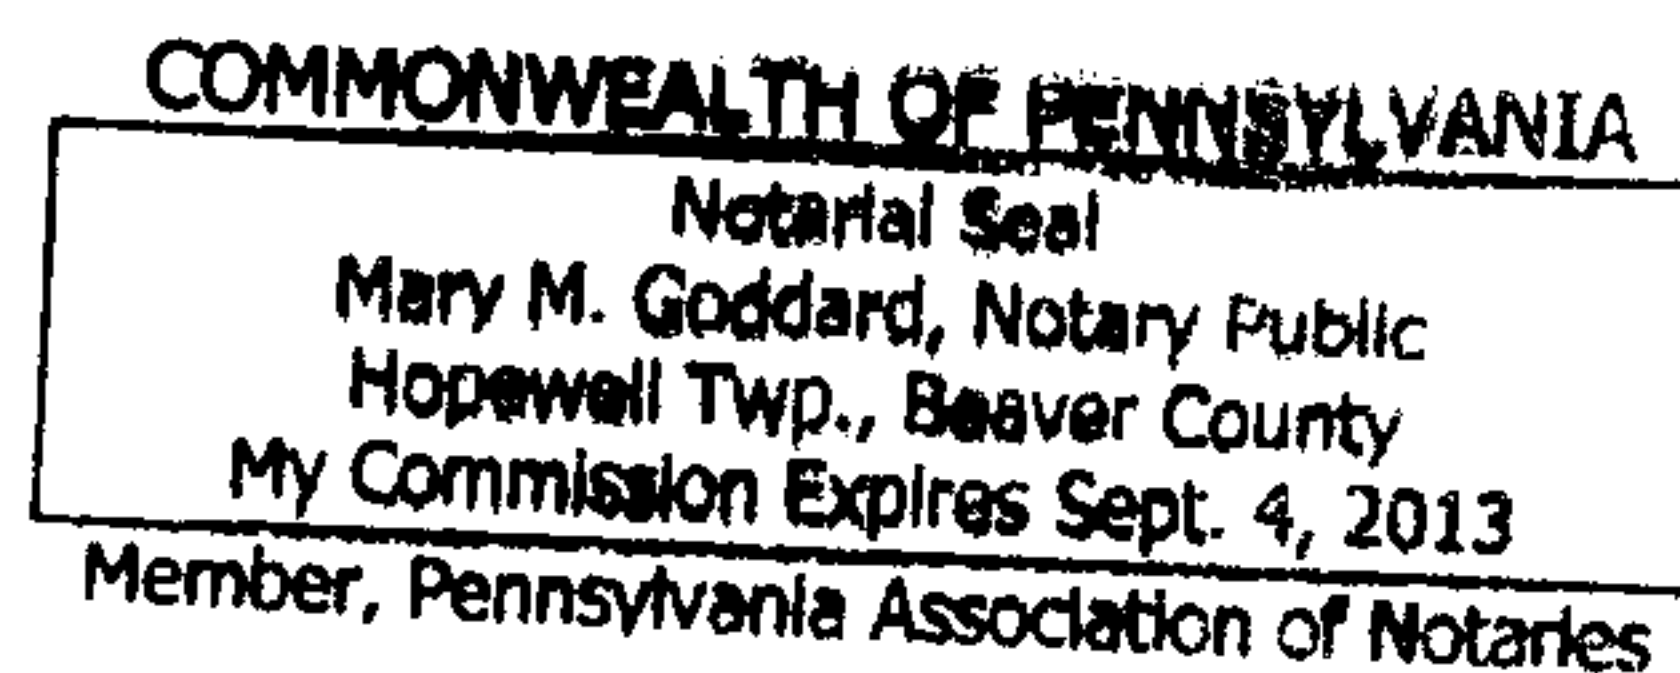 COMMONWEALTH OF PENNSYLVANIA
Notarial Seal
Mary M. Goddard, Notary Public
Hopewell Twp., Beaver County
My Commission Expires Sept. 4, 2013
Member, Pennsylvania Association of Notaries